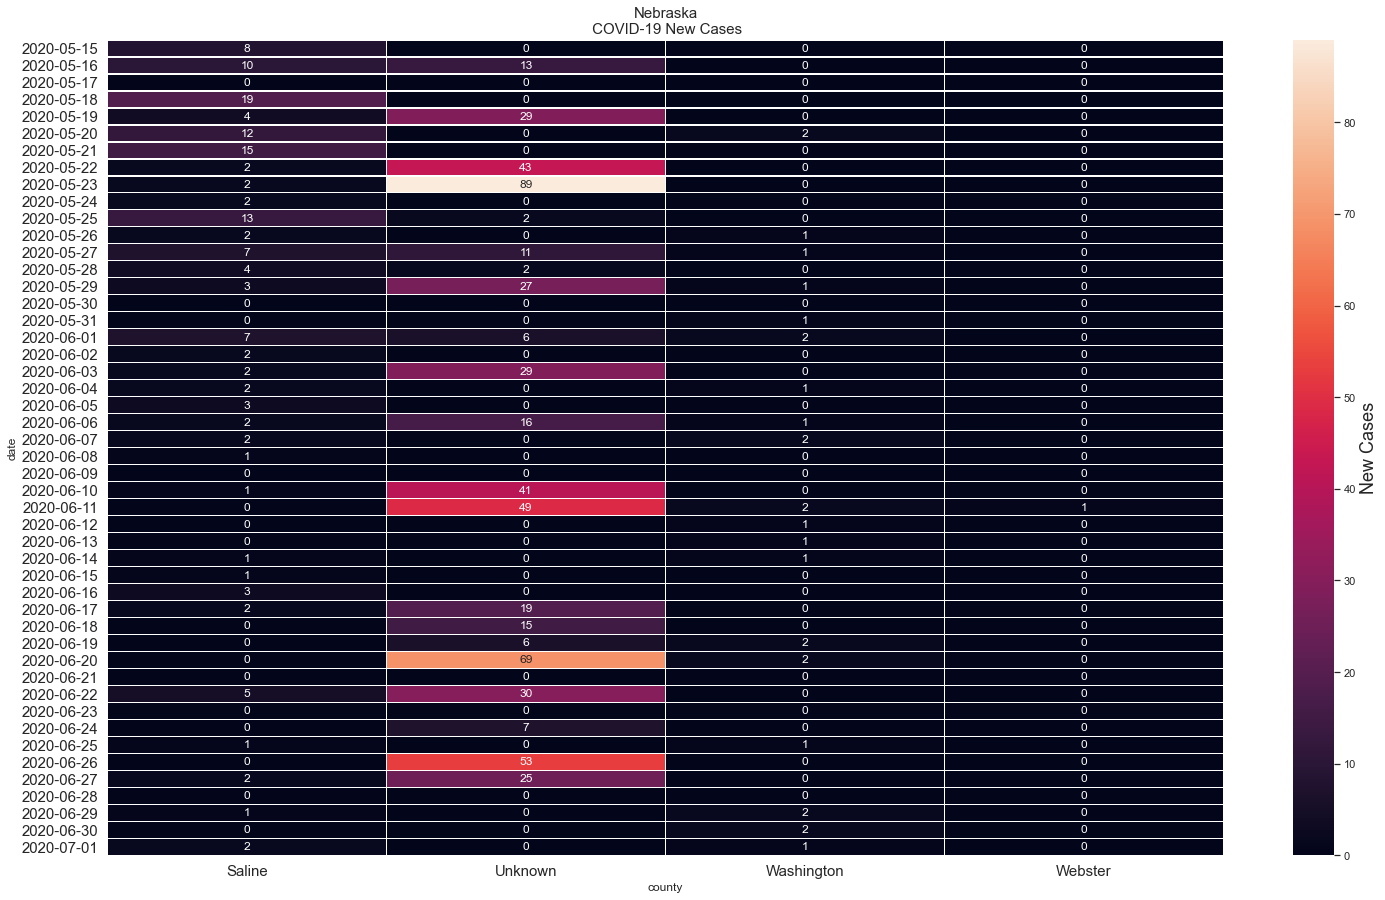 Nebraska
COVID-19 New Cases
2020-05-15 8 0 0 0
2020-05-16 10 13 0 0
2020-05-17 0 0 0 0
2020-05-18 19 0 0 0
2020-05-19 4 29 0 0
2020-05-20 12 0 2 0
2020-05-21 15 0 0 0
2020-05-22 2 43 0 0
2020-05-23 2 89 0 0
2020-05-24 2 0 0 0
2020-05-25 13 2 0 0
2020-05-26 2 0 1 0
2020-05-27 7 11 1 0
2020-05-28 4 2 0 0
2020-05-29 3 27 1 0
2020-05-30 0 0 0 0
2020-05-31 0 0 1 0
2020-06-01 7 6 2 0
2020-06-02 2 0 0 0
2020-06-03 2 29 0 0
2020-06-04 2 0 1 0
2020-06-05 3 0 0 0
2020-06-06 2 16 1 0
2020-06-07 2 0 2 0
2020-06-08 1 0 0 0
2020-06-09 0 0 0 0
2020-06-10 1 41 0 0
2020-06-11 0 49 2 1
2020-06-12 0 0 1 0
2020-06-13 0 0 1 0
2020-06-14 1 0 1 0
2020-06-15 1 0 0 0
2020-06-16 3 0 0 0
2020-06-17 2 19 0 0
2020-06-18 0 15 0 0
2020-06-19 0 6 2 0
2020-06-20 0 69 2 0
2020-06-21 0 0 0 0
2020-06-22 5 30 0 0
2020-06-23 0 0 0 0
2020-06-24 0 7 0 0
2020-06-25 1 0 1 0
2020-06-26 0 53 0 0
2020-06-27 2 25 0 0
2020-06-28 0 0 0 0
2020-06-29 1 0 2 0
2020-06-30 0 0 2 0
2020-07-01 2 0 1 0
Saline Unknown Washington Webster
county
date
80
70
60
50
40
30
20
10
0
New Cases